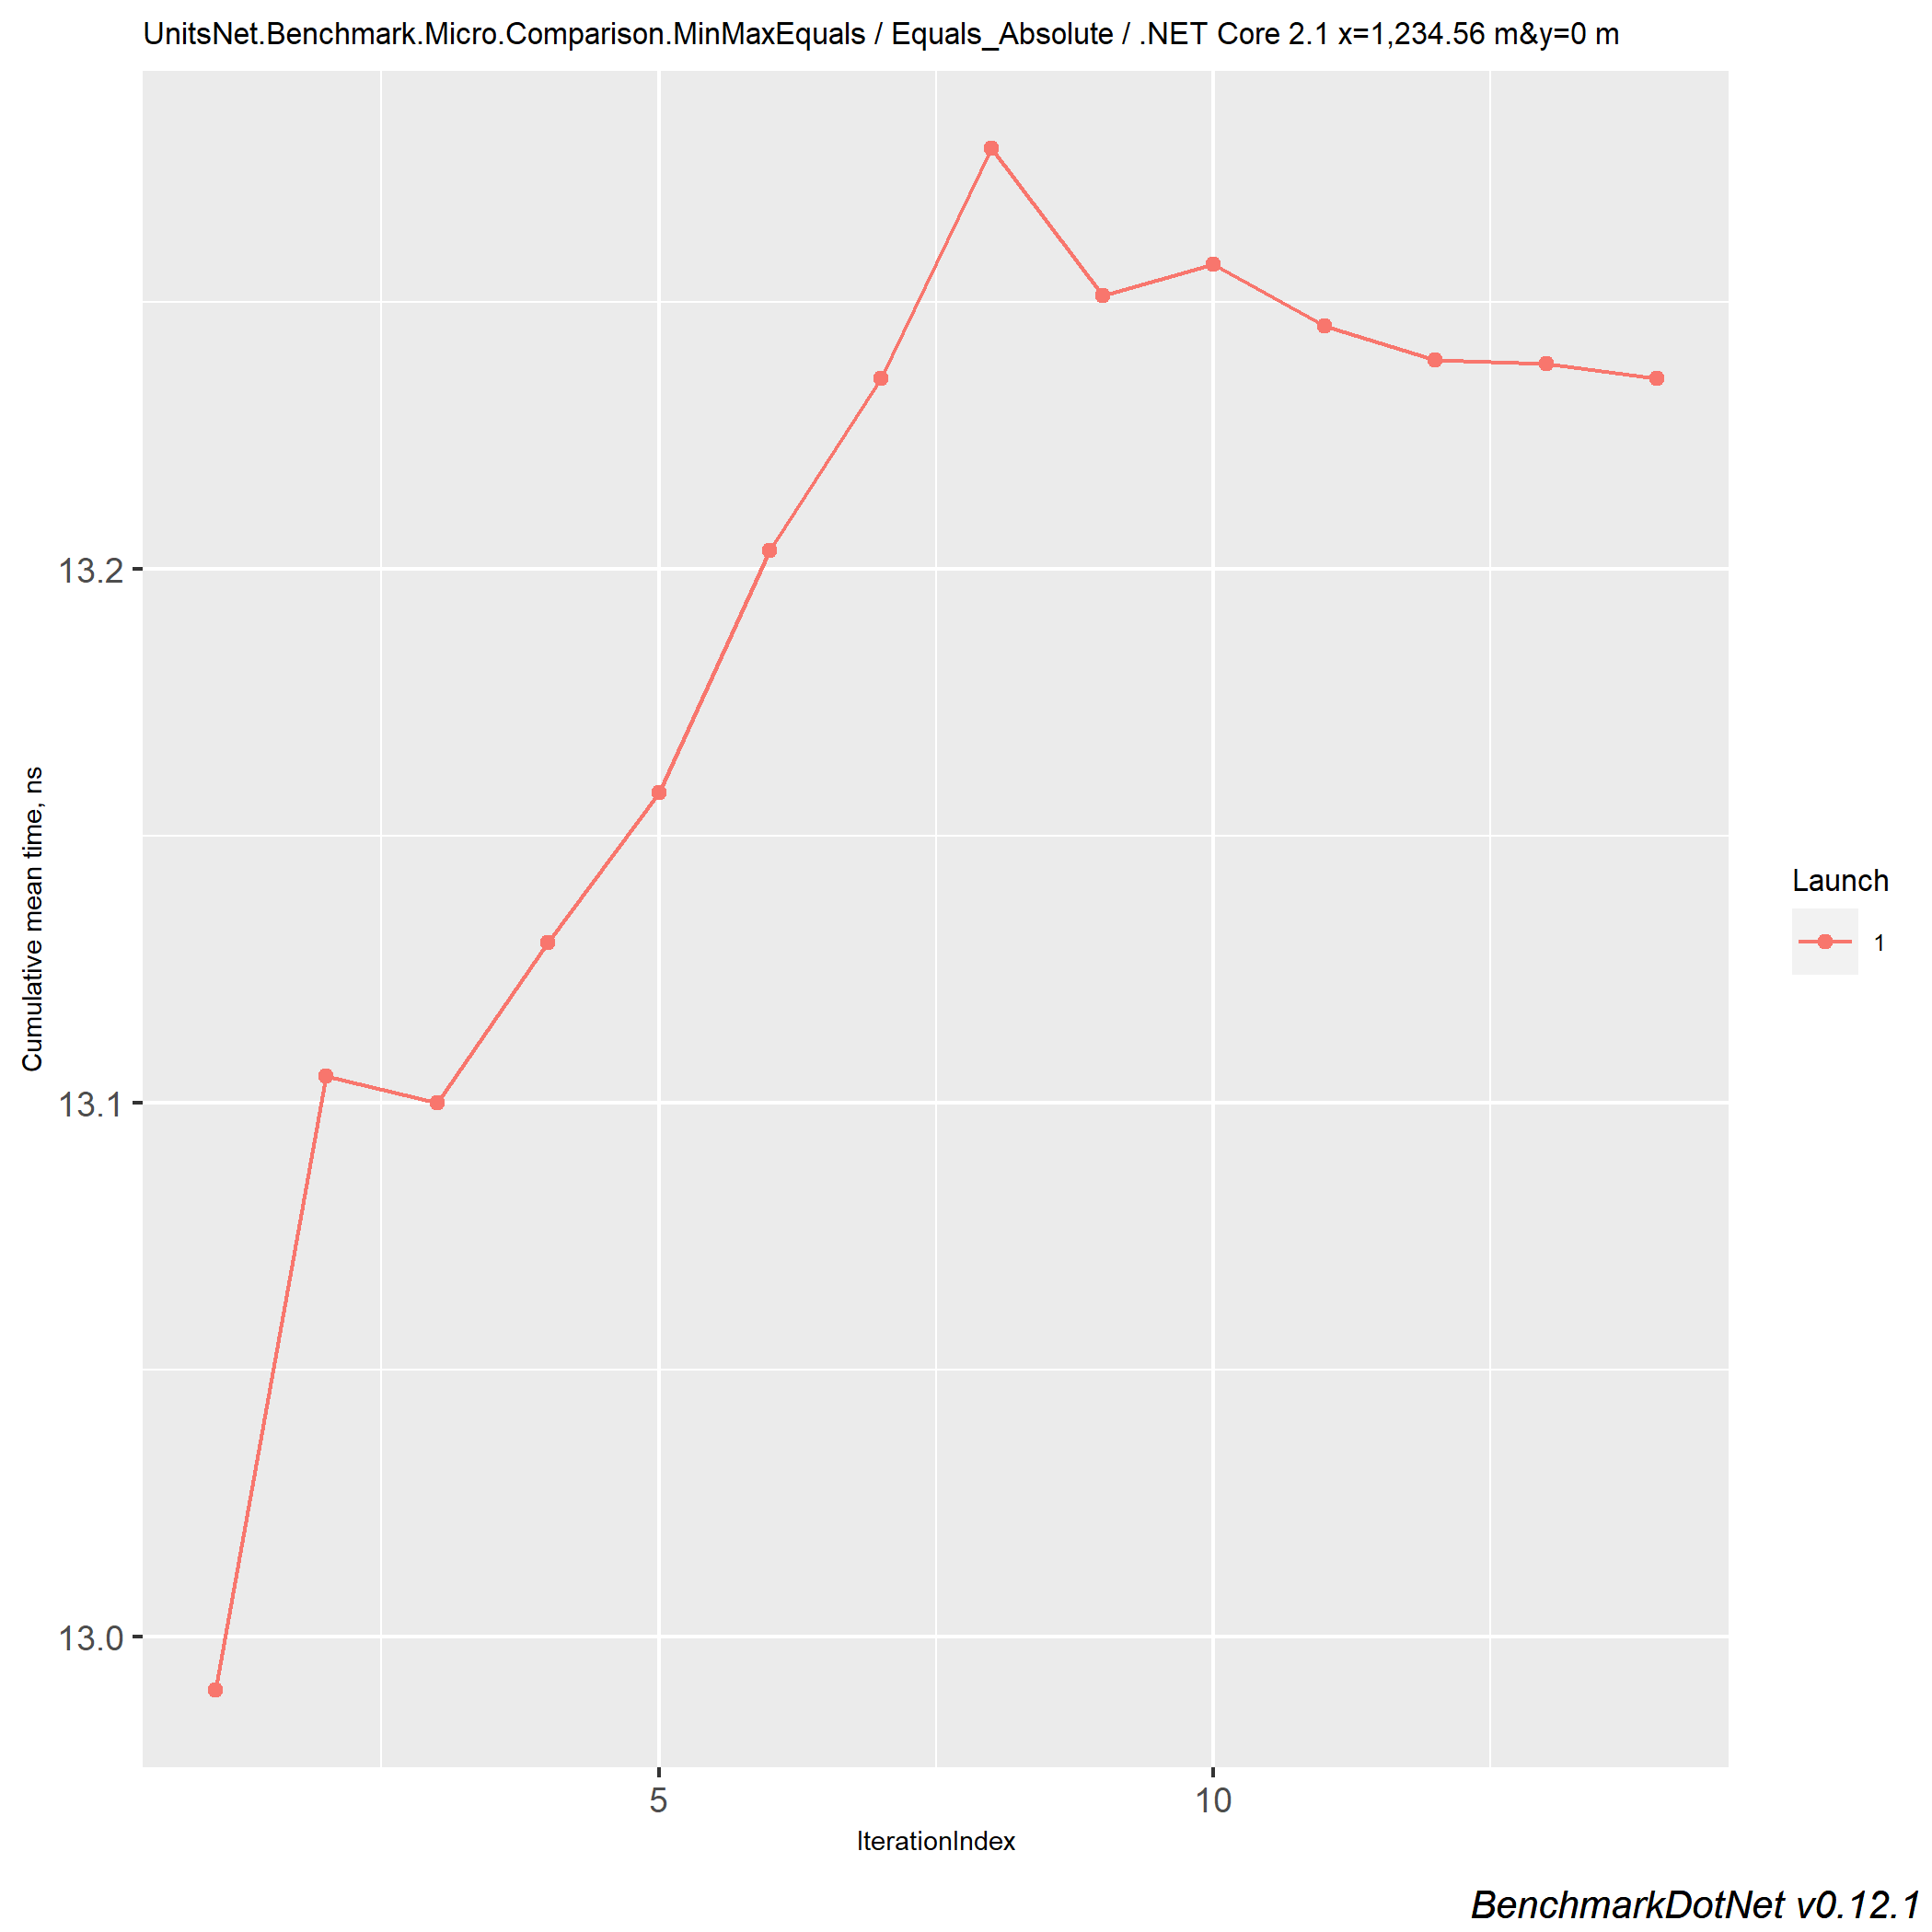 UnitsNet.Benchmark.Micro.Comparison.MinMaxEquals / Equals_Absolute / .NET Core 2.1 x=1,234.56 m&y=0 m
Cumulative mean time, ns
13.2
13.1
13.0
5
10
IterationIndex
Launch
1
BenchmarkDotNet v0.12.1